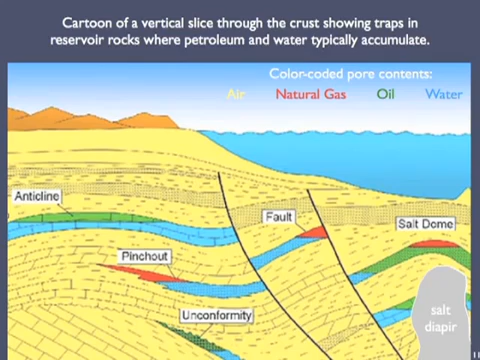 Cartoon of a vertical slice through the crust showing traps in
reservoir rocks where petroleum and water typically accumulate.
Color-coded pore contents:
Air Natural Gas Oil Water
Anticline
Fault
Salt Dome
Pinchout
Unconformity
salt
diapir
11